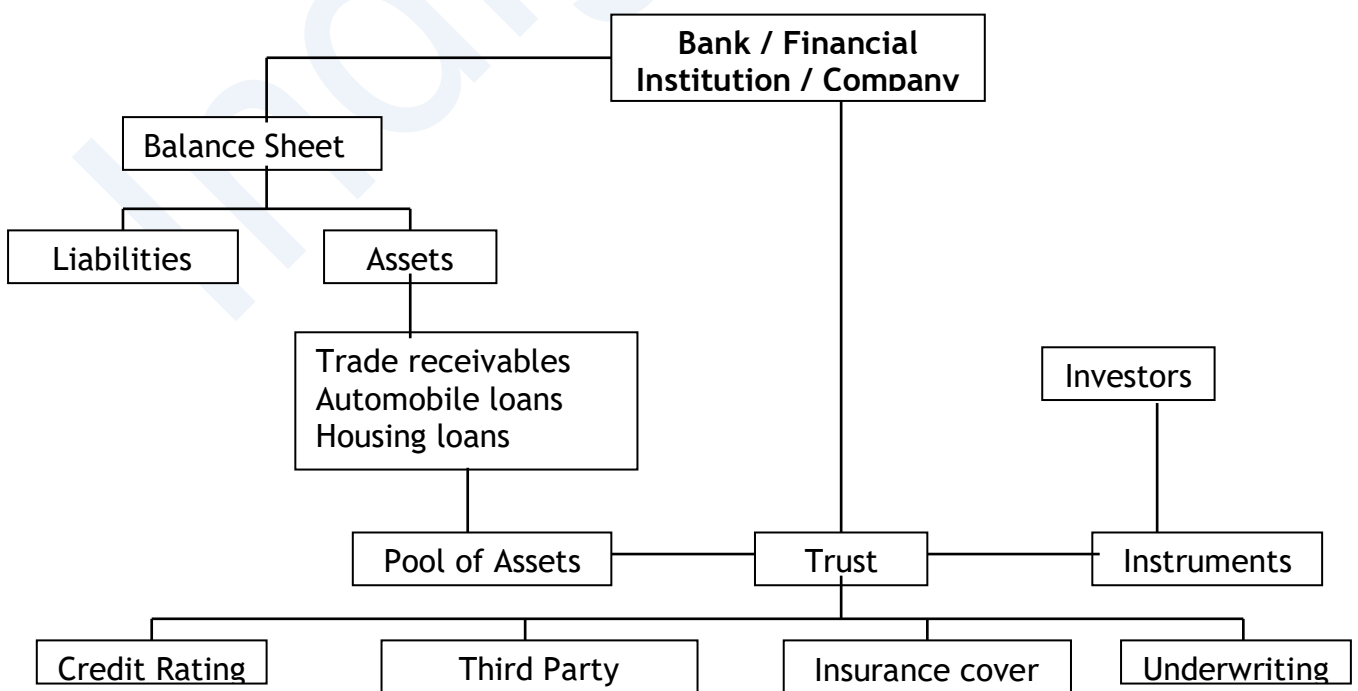 Bank / Financial
Institution / Company
Balance Sheet
Liabilities
Assets
Trade receivables
Automobile loans
Housing loans
Investors
Pool of Assets
Trust
Instruments
Credit Rating
Third Party
Insurance cover
Underwriting